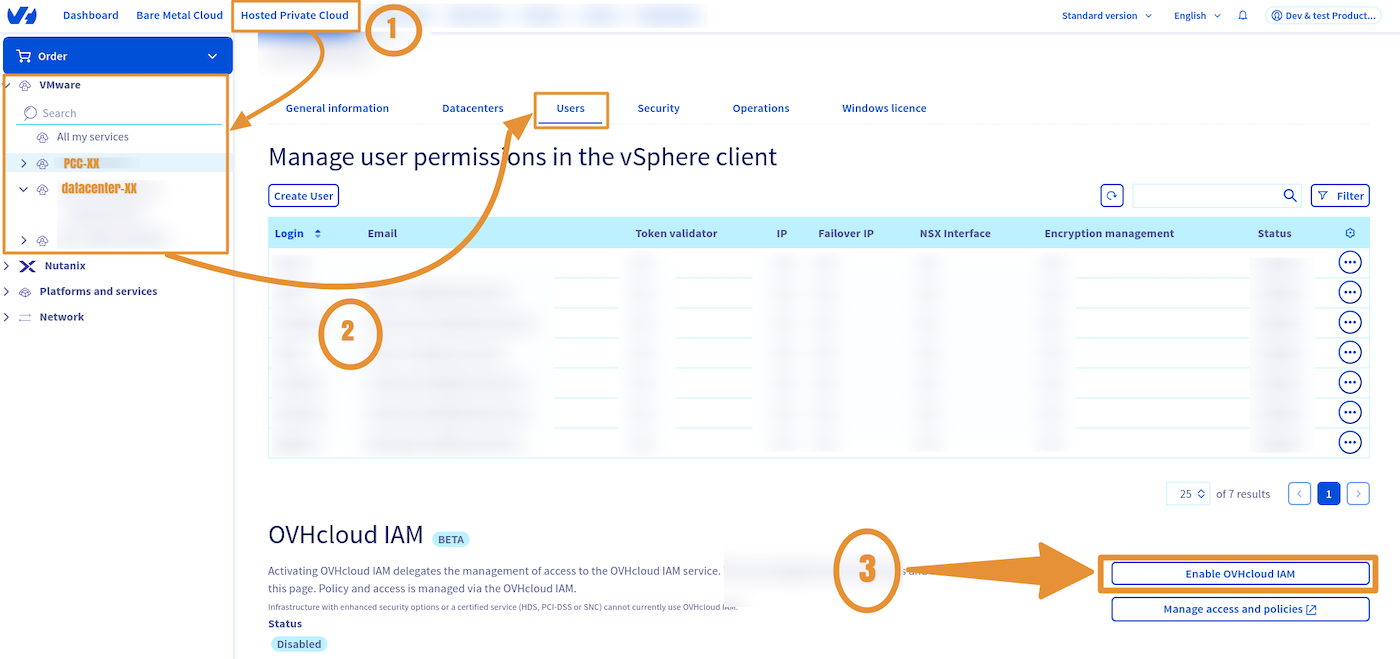 Dashboard Bare Metal Cloud Hosted Private Cloud 1 Standard version English Dev & test Product...
Order
VMware
Search
All my services
PCC-XX
datacenter-XX
Nutanix
Platforms and services
Network
General information Datacenters Users Security Operations Windows licence
Manage user permissions in the vSphere client
Create User Filter
Login Email Token validator IP Failover IP NSX Interface Encryption management Status
2
25 of 7 results 1
OVHcloud IAM BETA
Activating OVHcloud IAM delegates the management of access to the OVHcloud IAM service.
this page. Policy and access is managed via the OVHcloud IAM.
Infrastructure with enhanced security options or a certified service (HDS, PCI-DSS or SNC) cannot currently use OVHcloud IAM.
Status
Disabled
3
Enable OVHcloud IAM
Manage access and policies